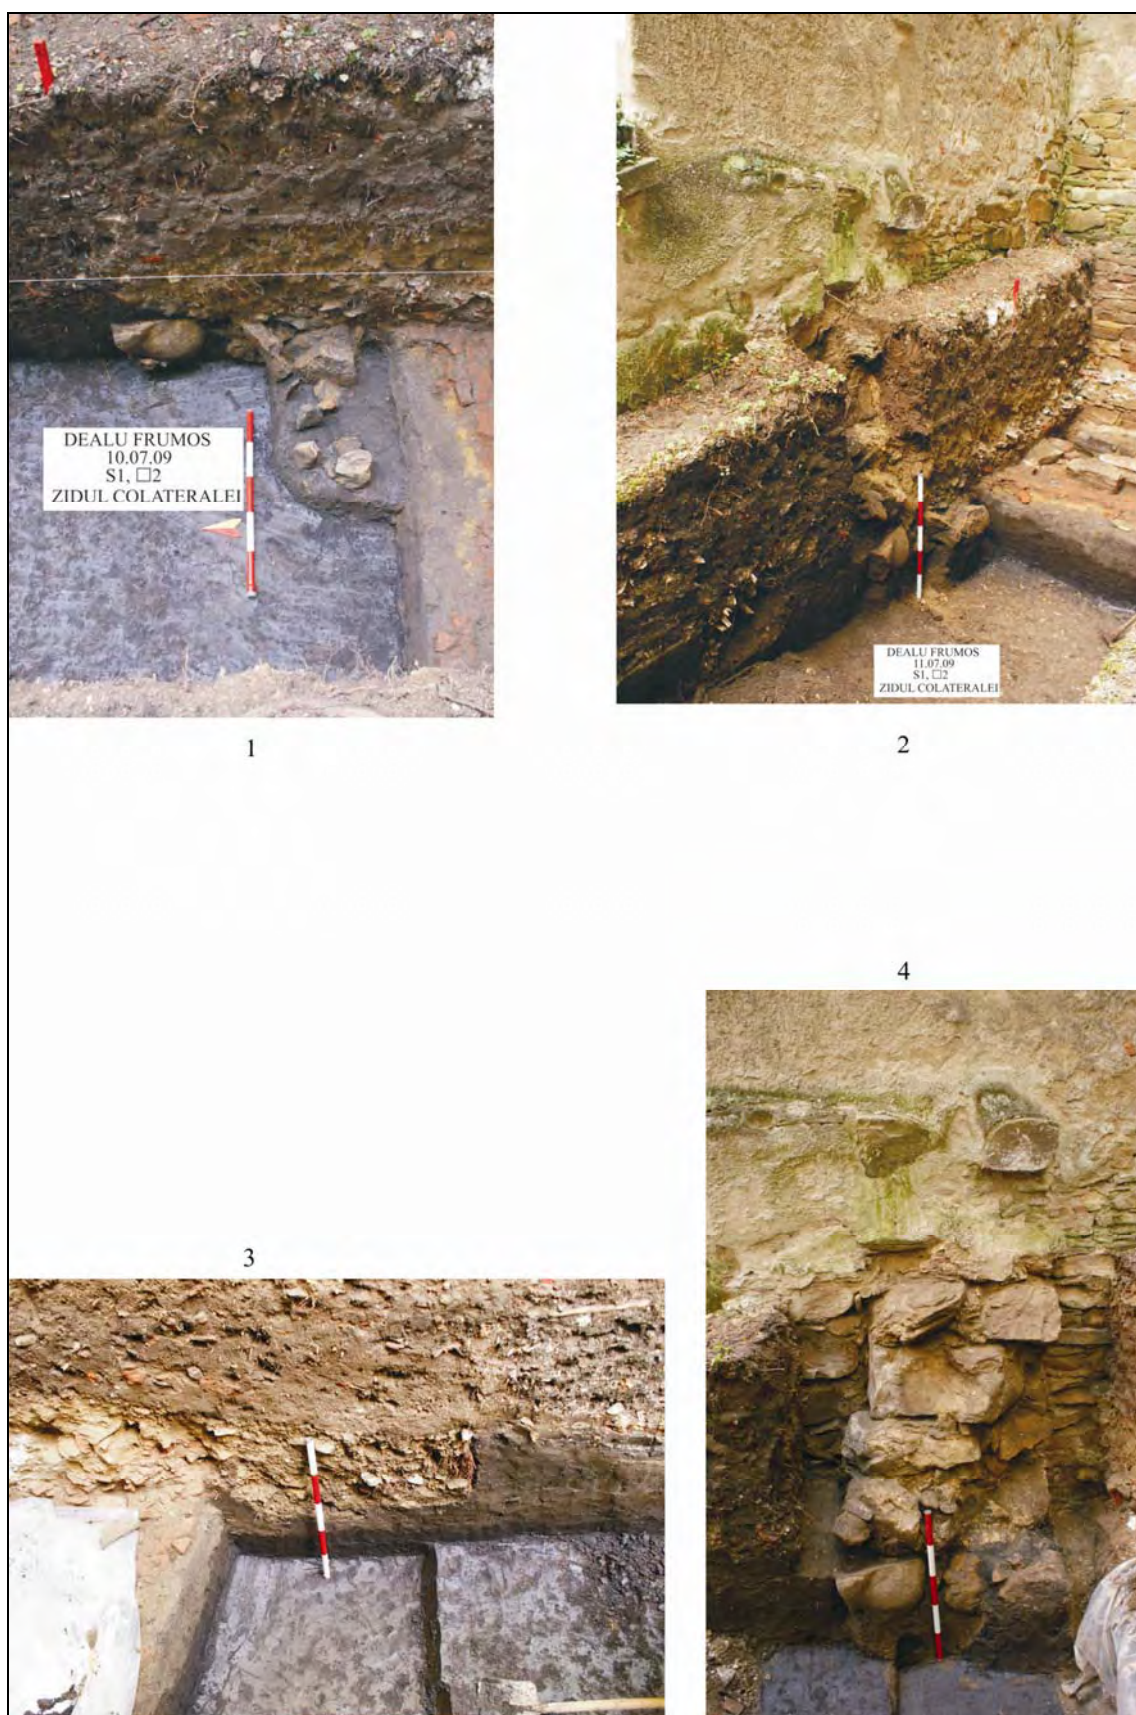 DEALU FRUMOS
10.07.09
S1, □2
ZIDUL COLATERALEI
1
DEALU FRUMOS
11.07.09
S1, □2
ZIDUL COLATERALEI
2
3
4